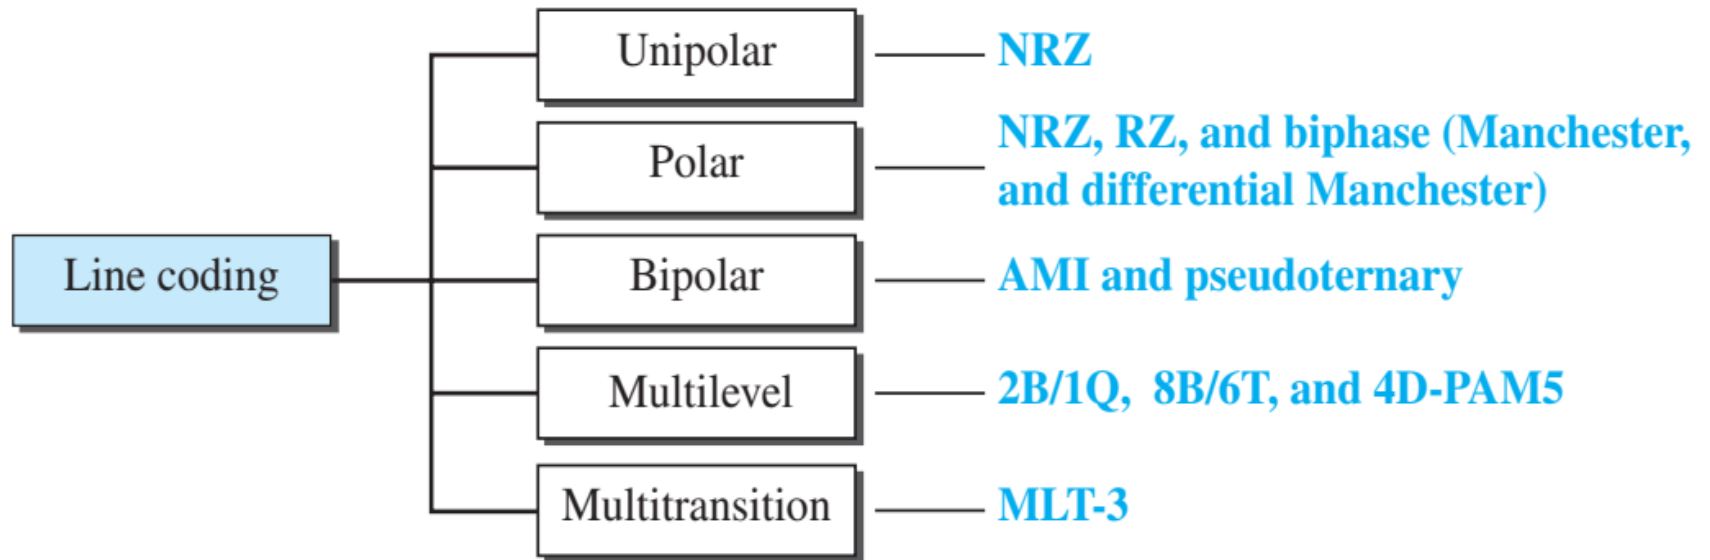 Unipolar
NRZ
Polar
NRZ, RZ, and biphase (Manchester,
and differential Manchester)
Line coding
Bipolar
AMI and pseudoternary
Multilevel
2B/1Q, 8B/6T, and 4D-PAM5
Multitransition
MLT-3